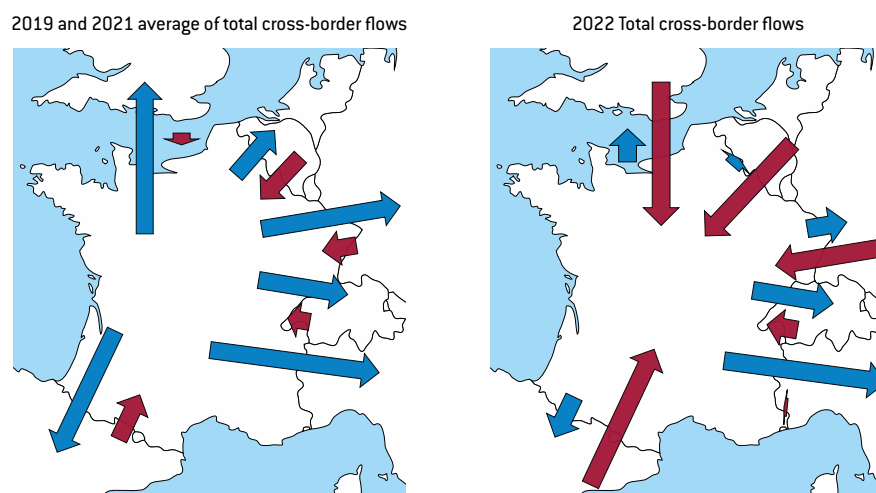 2019 and 2021 average of total cross-border flows
2022 Total cross-border flows